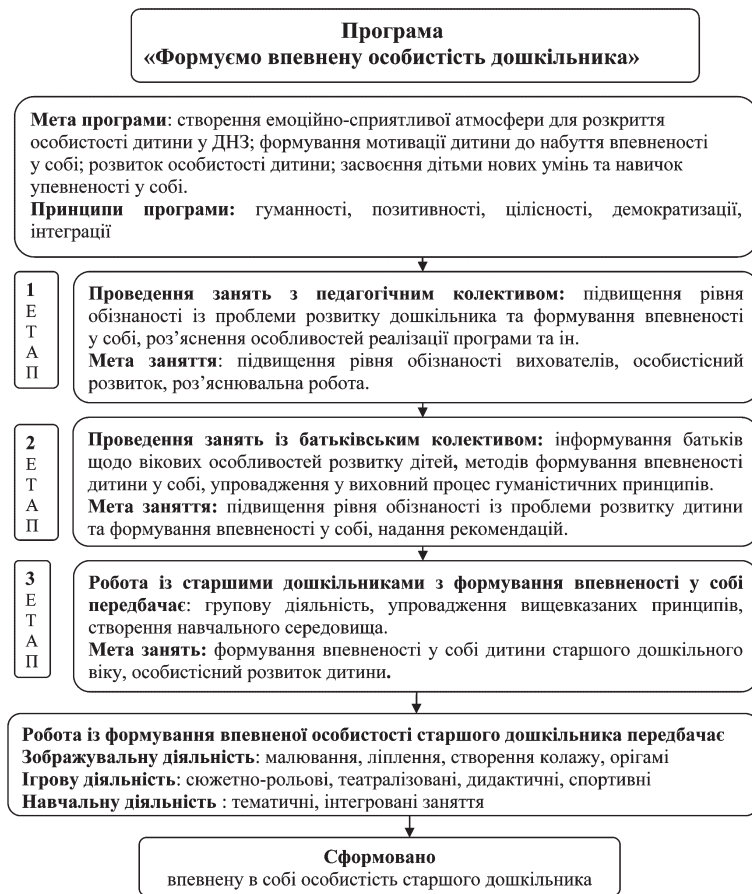 Програма
«Формуємо впевнену особистість дошкільника»
Мета програми: створення емоційно-сприятливої атмосфери для розкриття
особистості дитини у ДНЗ; формування мотивації дитини до набуття впевненості
у собі; розвиток особистості дитини; засвоєння дітьми нових умінь та навичок
упевненості у собі.
Принципи програми: гуманності, позитивності, цілісності, демократизації,
інтеграції
1
Е
Т
А
П
Проведення занять з педагогічним колективом: підвищення рівня
обізнаності із проблеми розвитку дошкільника та формування впевненості
у собі, роз’яснення особливостей реалізації програми та ін.
Мета заняття: підвищення рівня обізнаності вихователів, особистісний
розвиток, роз’яснювальна робота.
2
Е
Т
А
П
Проведення занять із батьківським колективом: інформування батьків
щодо вікових особливостей розвитку дітей, методів формування впевненості
дитини у собі, упровадження у виховний процес гуманістичних принципів.
Мета заняття: підвищення рівня обізнаності із проблеми розвитку дитини
та формування впевненості у собі, надання рекомендацій.
3
Е
Т
А
П
Робота із старшими дошкільниками з формування впевненості у собі
передбачає: групову діяльність, упровадження вищевказаних принципів,
створення навчального середовища.
Мета занять: формування впевненості у собі дитини старшого дошкільного
віку, особистісний розвиток дитини.
Робота із формування впевненої особистості старшого дошкільника передбачає
Зображувальну діяльність: малювання, ліплення, створення колажу, орігамі
Ігрову діяльність: сюжетно-рольові, театралізовані, дидактичні, спортивні
Навчальну діяльність : тематичні, інтегровані заняття
Сформовано
впевнену в собі особистість старшого дошкільника